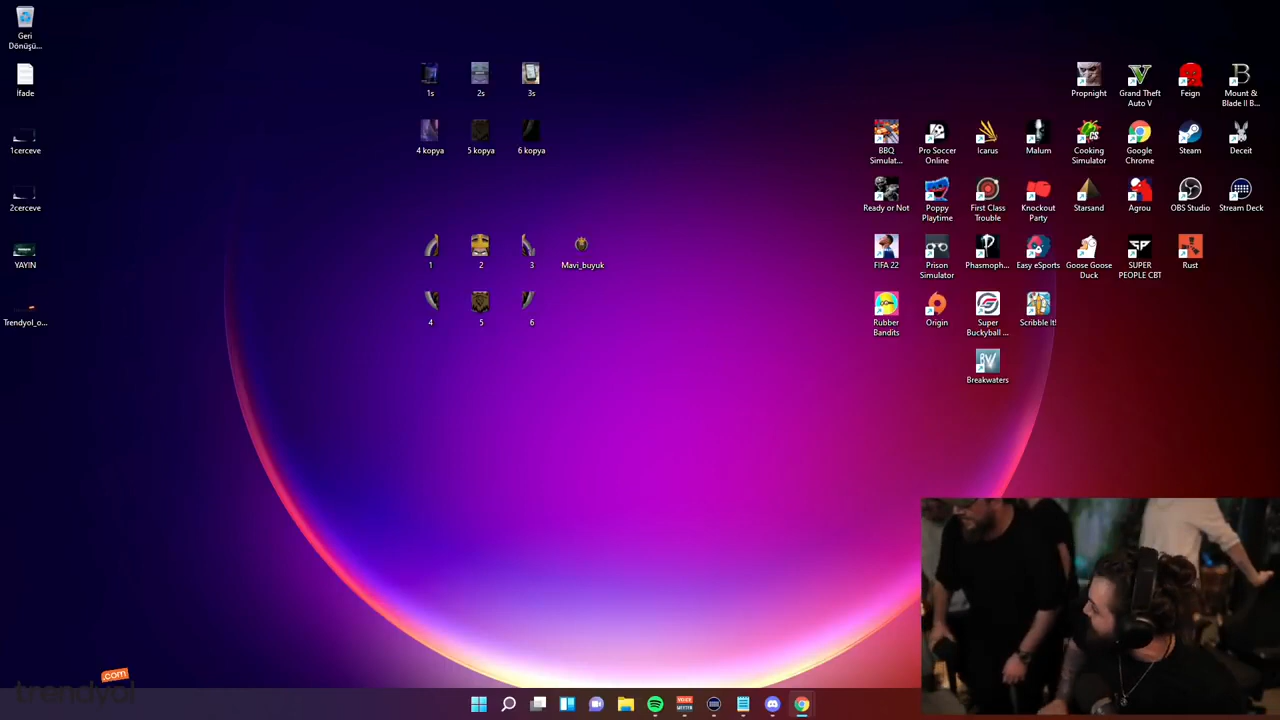 Geri
Dönüşü...
İfade
1cerceve
2cerceve
YAYIN
Trendyol_o...
1s
2s
3s
4 kopya
5 kopya
6 kopya
1
2
3
Mavi_buyuk
4
5
6
Propnight
Grand Theft
Auto V
Feign
Mount &
Blade II B...
BBQ
Simulat...
Pro Soccer
Online
Icarus
Malum
Cooking
Simulator
Google
Chrome
Steam
Deceit
Ready or Not
Poppy
Playtime
First Class
Trouble
Knockout
Party
Starsand
Agrou
OBS Studio
Stream Deck
FIFA 22
Prison
Simulator
Phasmoph...
Easy eSports
Goose Goose
Duck
SUPER
PEOPLE CBT
Rust
Rubber
Bandits
Origin
Super
Buckyball ...
Scribble It!
Breakwaters
trendyol
.com